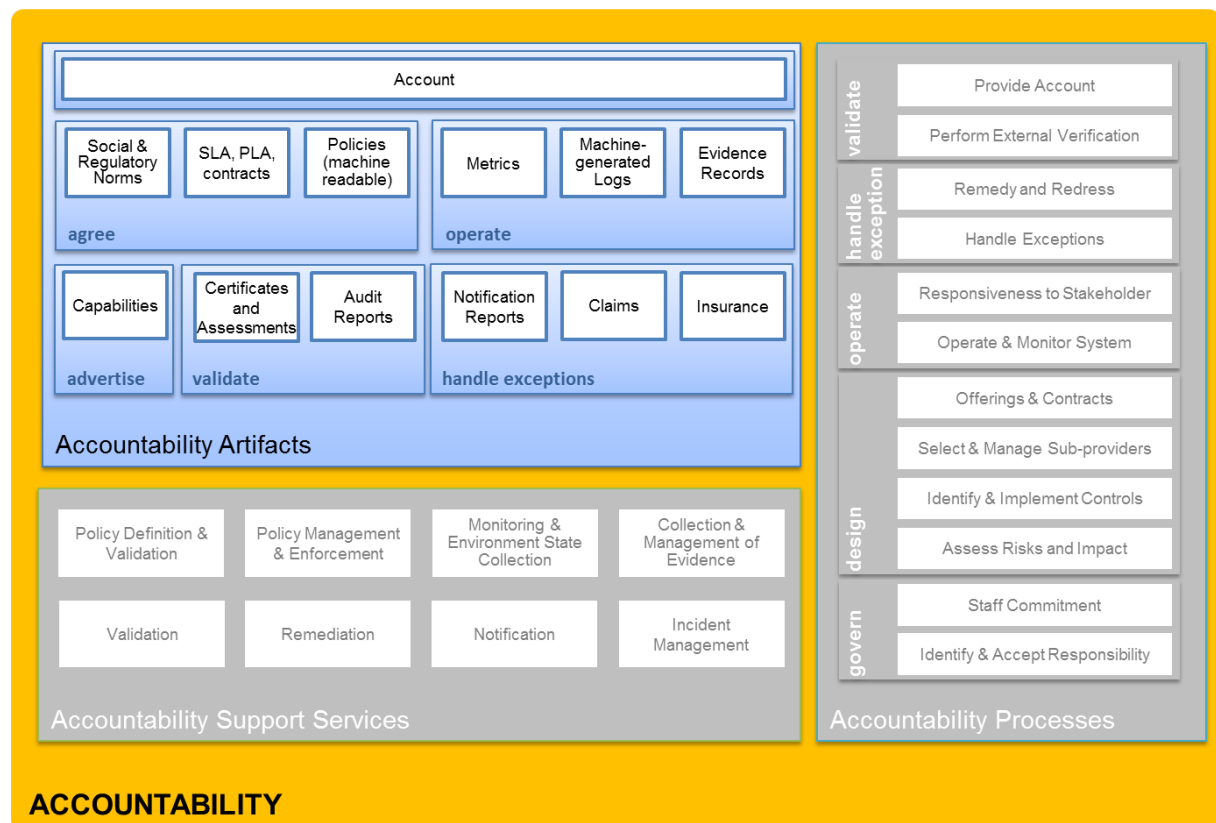 Account
Social &
Regulatory
Norms
SLA, PLA,
contracts
Policies
(machine
readable)
agree
Metrics
Machine-
generated
Logs
Evidence
Records
operate
Capabilities
advertise
Certificates
and
Assessments
Audit
Reports
validate
Notification
Reports
Claims
Insurance
handle exceptions
Accountability Artifacts
Policy Definition &
Validation
Policy Management
& Enforcement
Monitoring &
Environment State
Collection
Collection &
Management of
Evidence
Validation
Remediation
Notification
Incident
Management
Accountability Support Services
validate
Provide Account
Perform External Verification
handle
exception
Remedy and Redress
Handle Exceptions
operate
Responsiveness to Stakeholder
Operate & Monitor System
design
Offerings & Contracts
Select & Manage Sub-providers
Identify & Implement Controls
Assess Risks and Impact
govern
Staff Commitment
Identify & Accept Responsibility
Accountability Processes
ACCOUNTABILITY